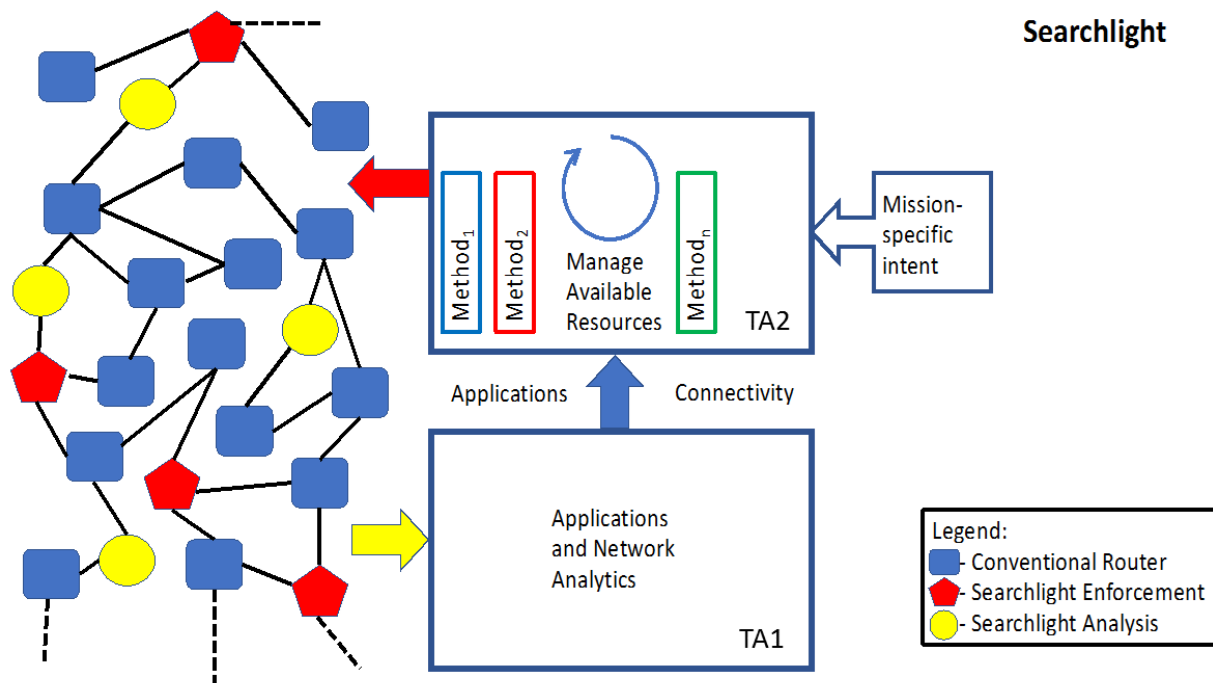 Searchlight
Method1
Method2
Manage
Available
Resources
Methodn
TA2
Mission-
specific
intent
Applications
Connectivity
Applications
and Network
Analytics
TA1
Legend:
- Conventional Router
- Searchlight Enforcement
- Searchlight Analysis